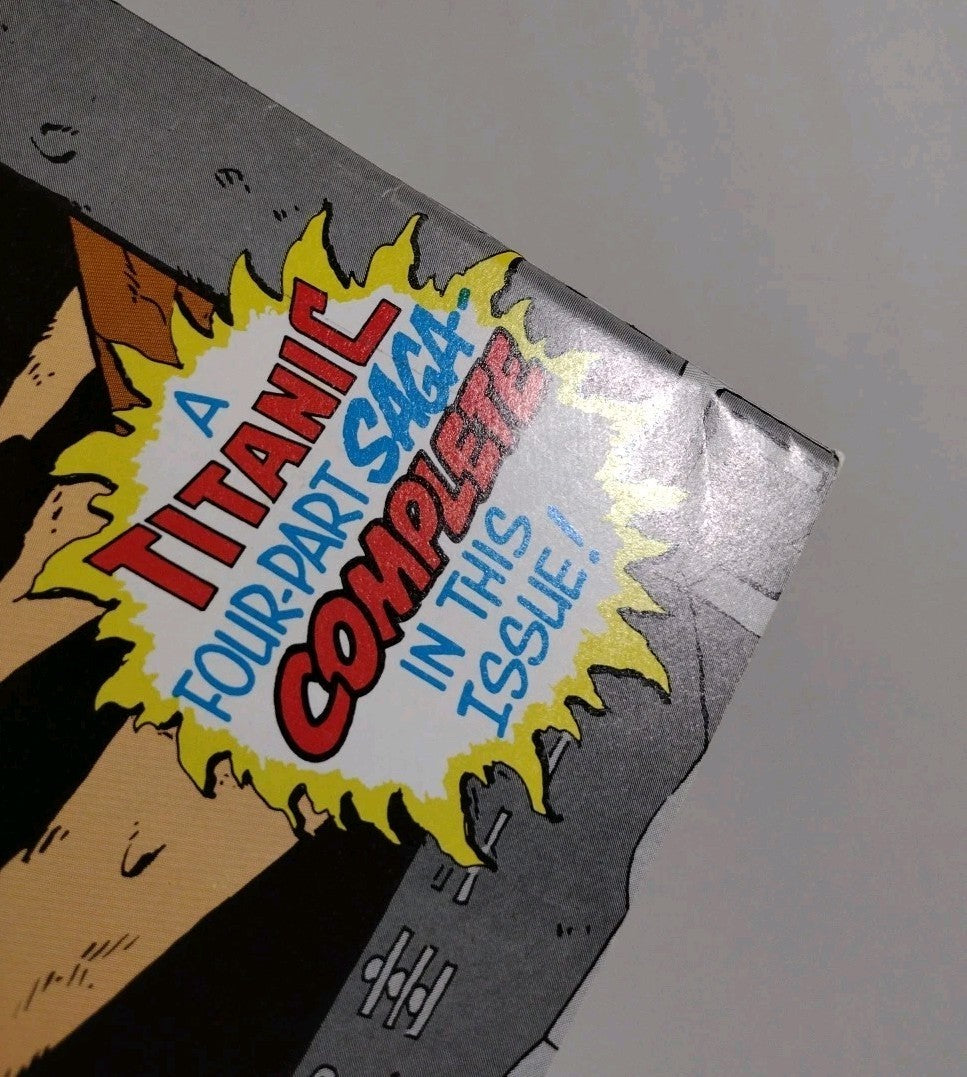 A
TITANIC
FOUR-PART SAGA-
COMPLETE
IN THIS
ISSUE!